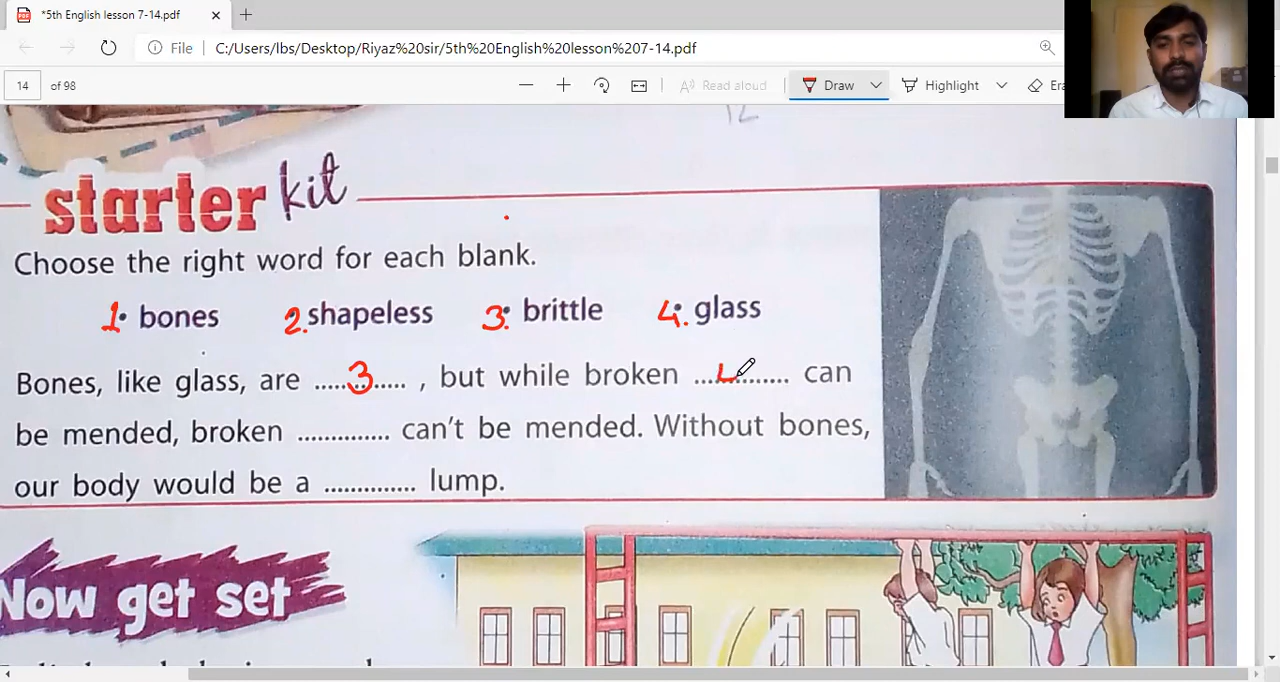 *5th English lesson 7-14.pdf
File C:/Users/lbs/Desktop/Riyaz%20sir/5th%20English%20lesson%207-14.pdf
14 of 98 Read aloud Draw Highlight
12
starter kit
Choose the right word for each blank.
1• bones 2.• shapeless 3.• brittle 4.• glass
Bones, like glass, are ......3...... , but while broken ....4......... can
be mended, broken .............. can't be mended. Without bones,
our body would be a .............. lump.
Now get set